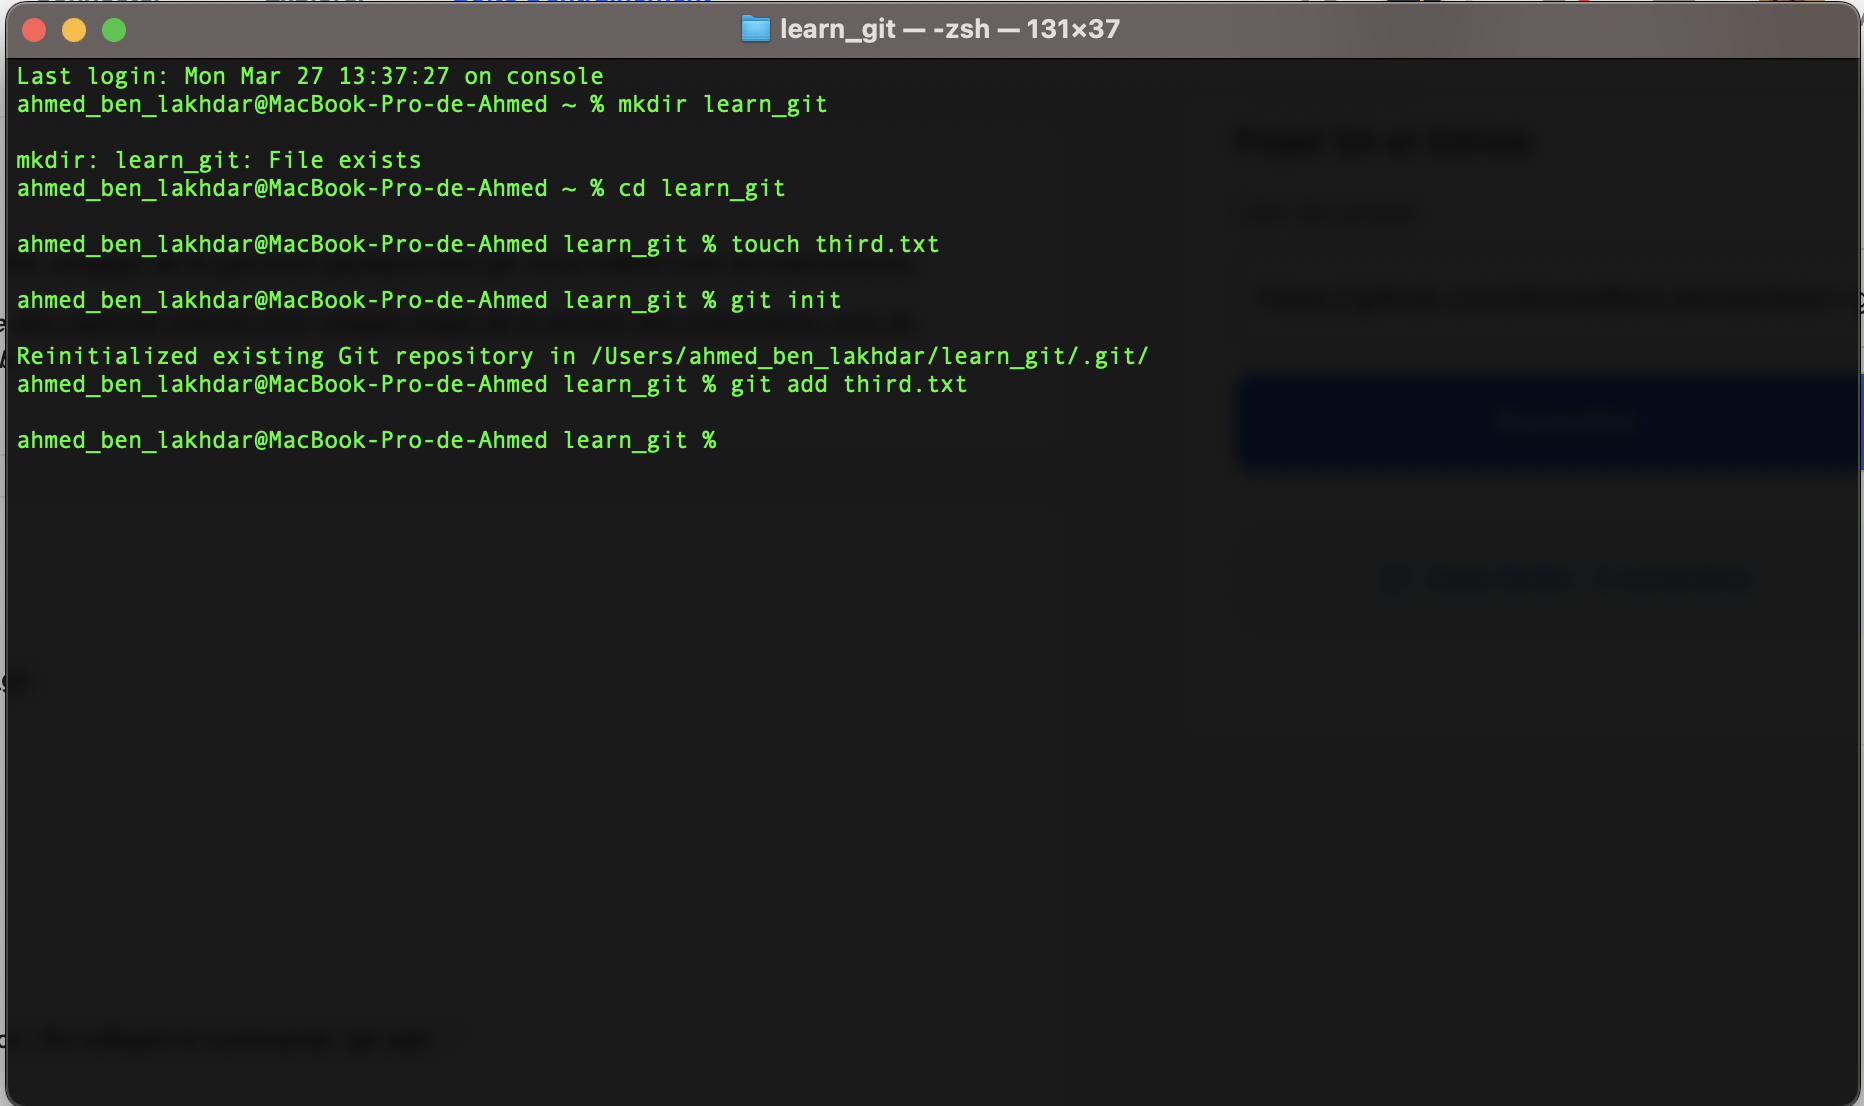 learn_git — -zsh — 131×37
Last login: Mon Mar 27 13:37:27 on console
ahmed_ben_lakhdar@MacBook-Pro-de-Ahmed ~ % mkdir learn_git
mkdir: learn_git: File exists
ahmed_ben_lakhdar@MacBook-Pro-de-Ahmed ~ % cd learn_git
ahmed_ben_lakhdar@MacBook-Pro-de-Ahmed learn_git % touch third.txt
ahmed_ben_lakhdar@MacBook-Pro-de-Ahmed learn_git % git init
Reinitialized existing Git repository in /Users/ahmed_ben_lakhdar/learn_git/.git/
ahmed_ben_lakhdar@MacBook-Pro-de-Ahmed learn_git % git add third.txt
ahmed_ben_lakhdar@MacBook-Pro-de-Ahmed learn_git %